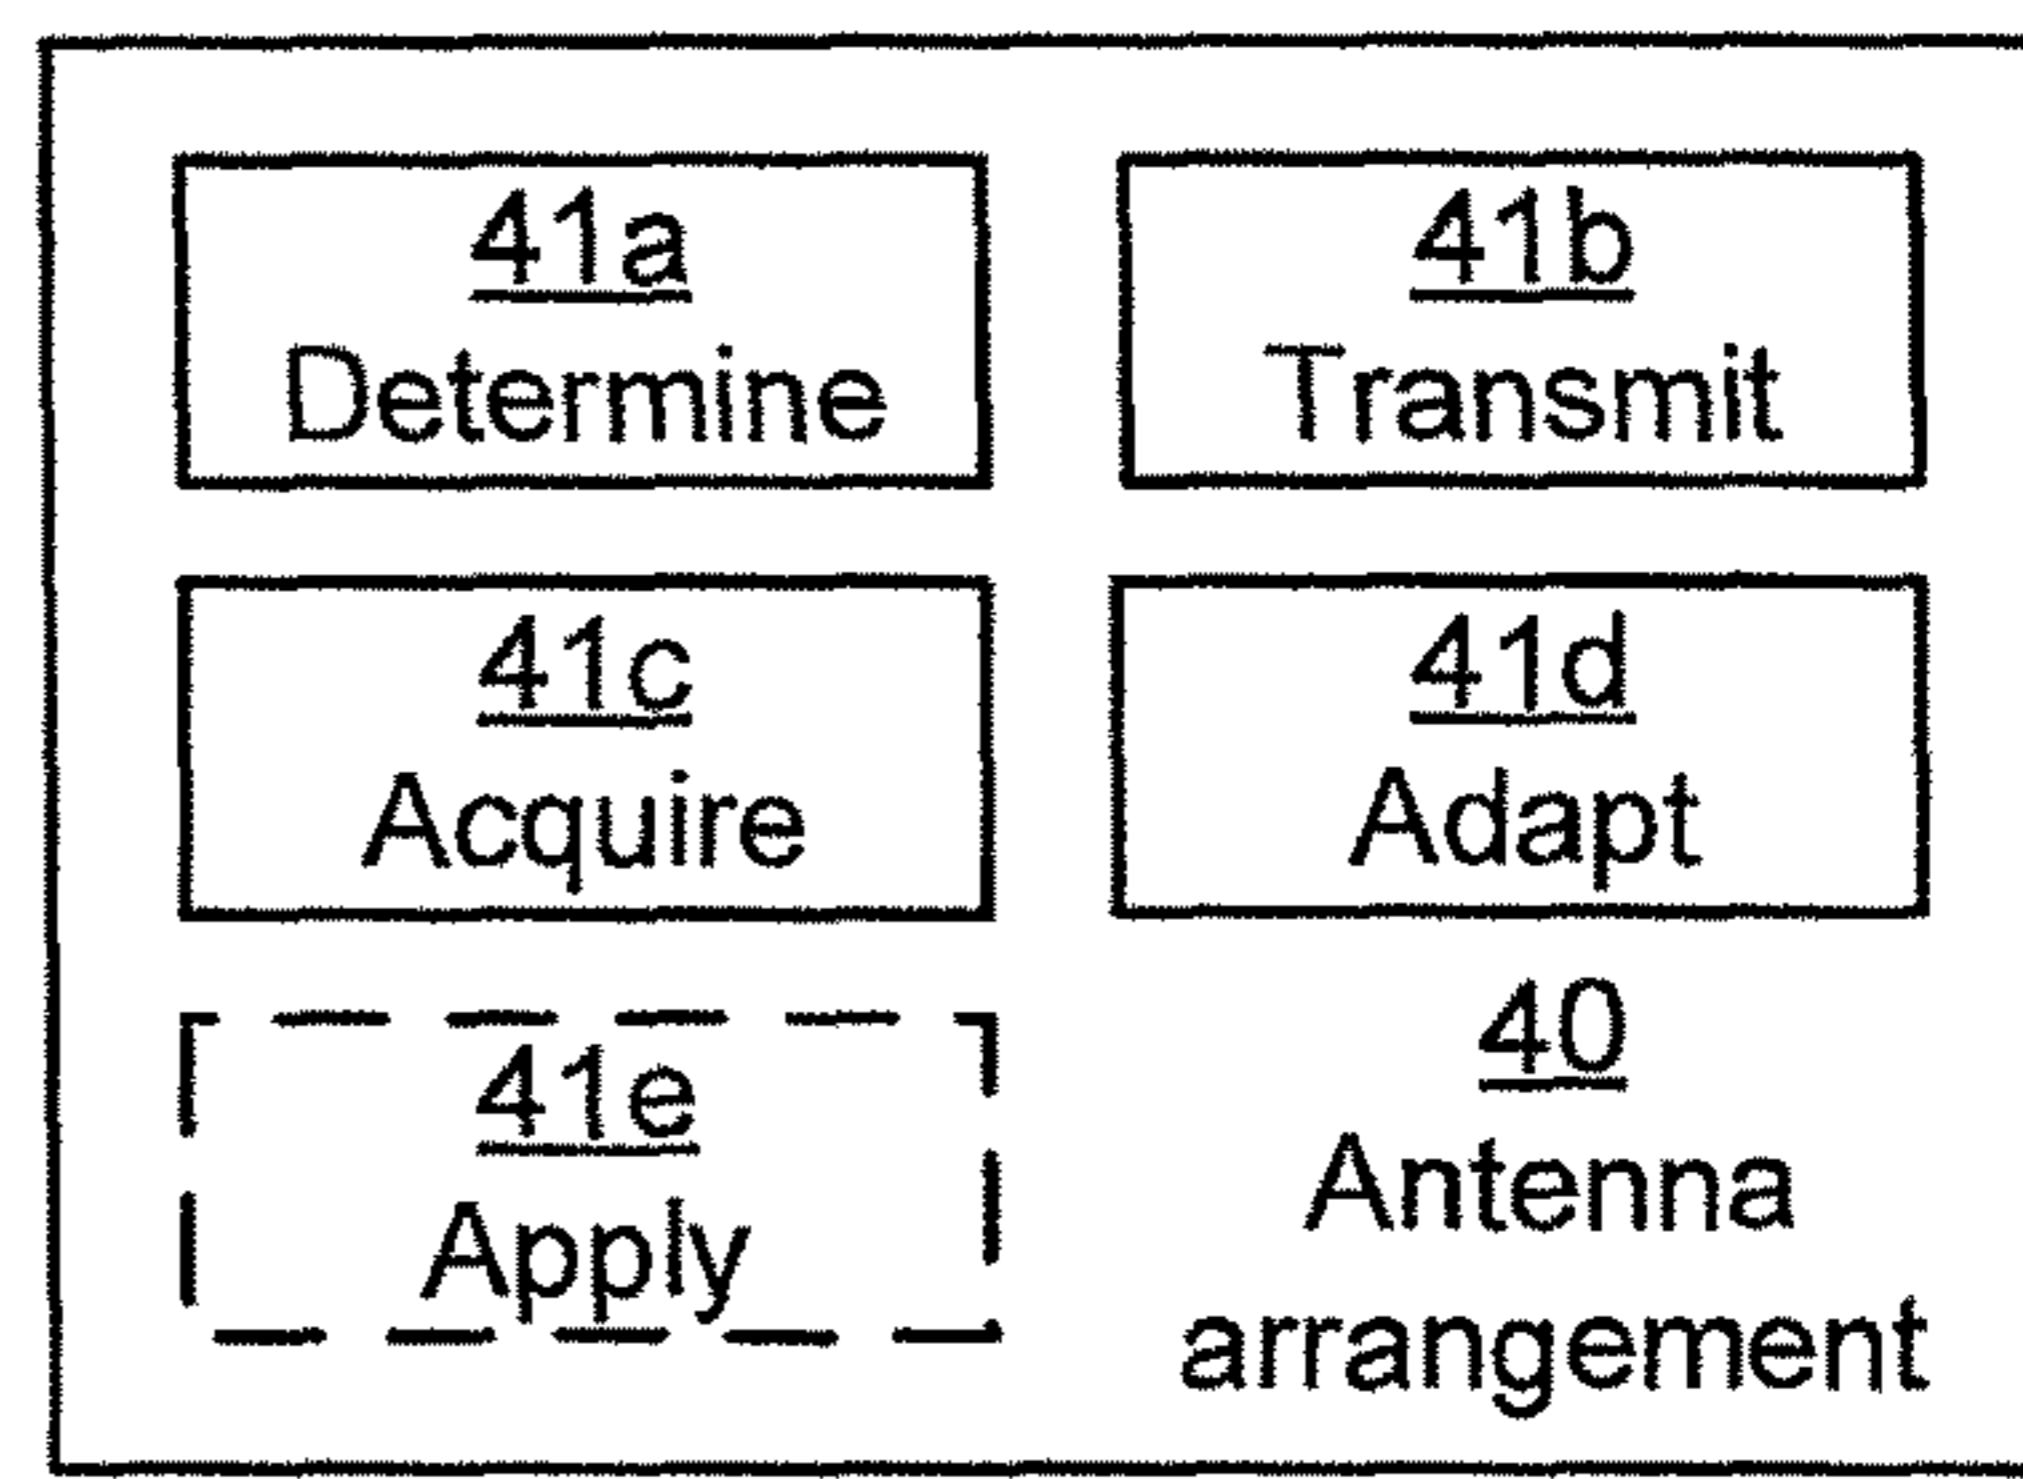 41a
Determine
41b
Transmit
41c
Acquire
41d
Adapt
41e
Apply
40
Antenna
arrangement